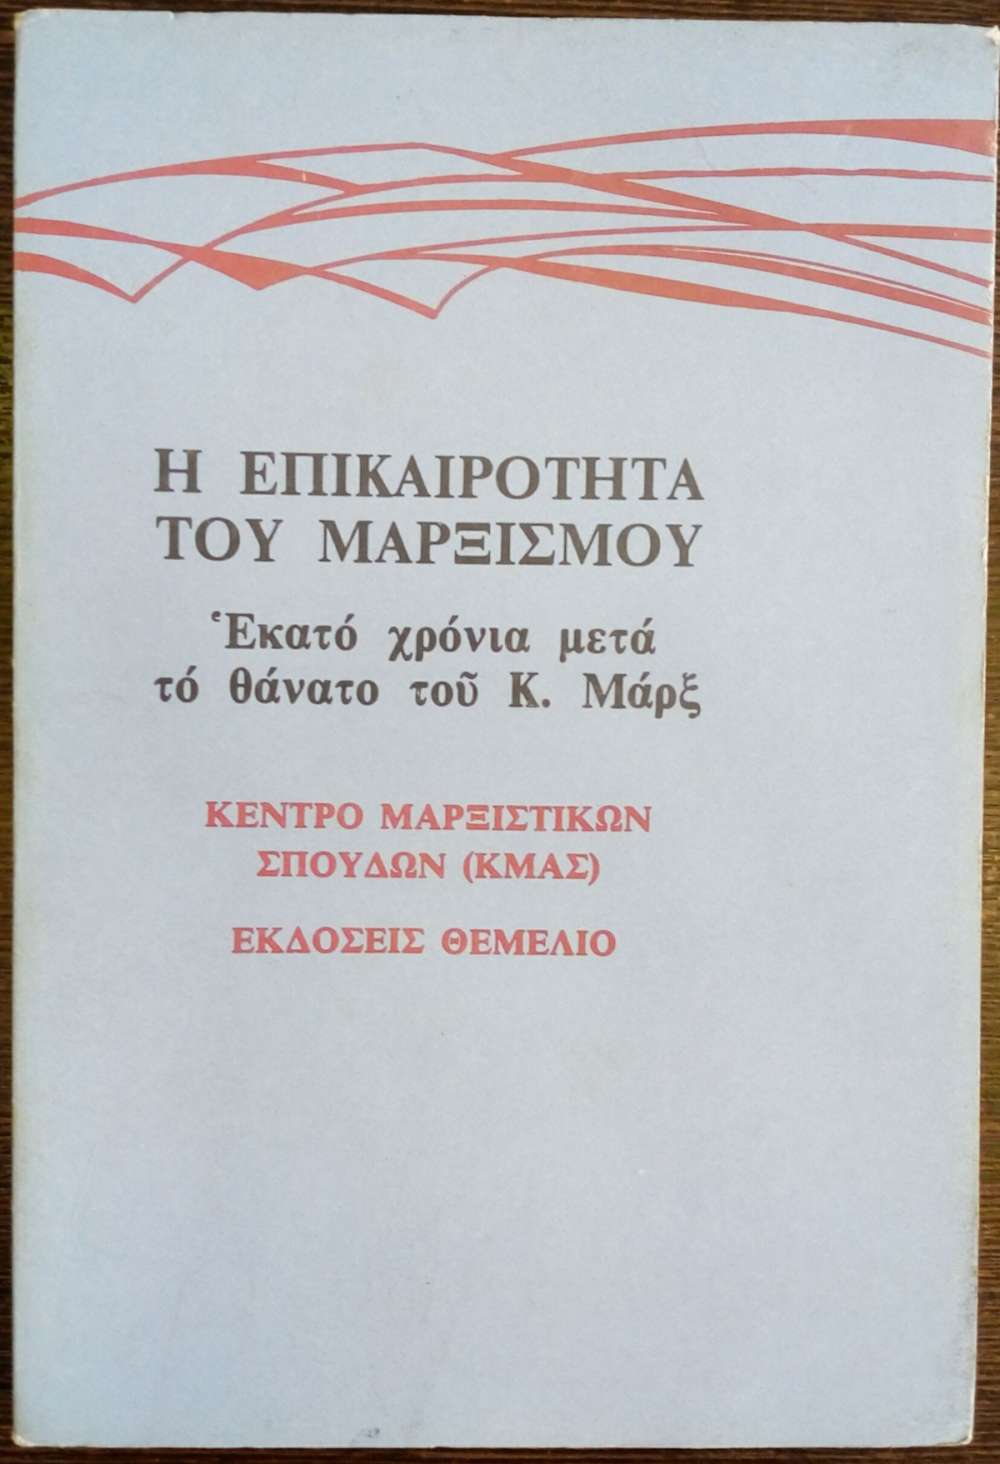 Η ΕΠΙΚΑΙΡΟΤΗΤΑ
ΤΟΥ ΜΑΡΞΙΣΜΟΥ
Ἑκατό χρόνια μετά
τό θάνατο τοῦ Κ. Μάρξ
ΚΕΝΤΡΟ ΜΑΡΞΙΣΤΙΚΩΝ
ΣΠΟΥΔΩΝ (ΚΜΑΣ)
ΕΚΔΟΣΕΙΣ ΘΕΜΕΛΙΟ